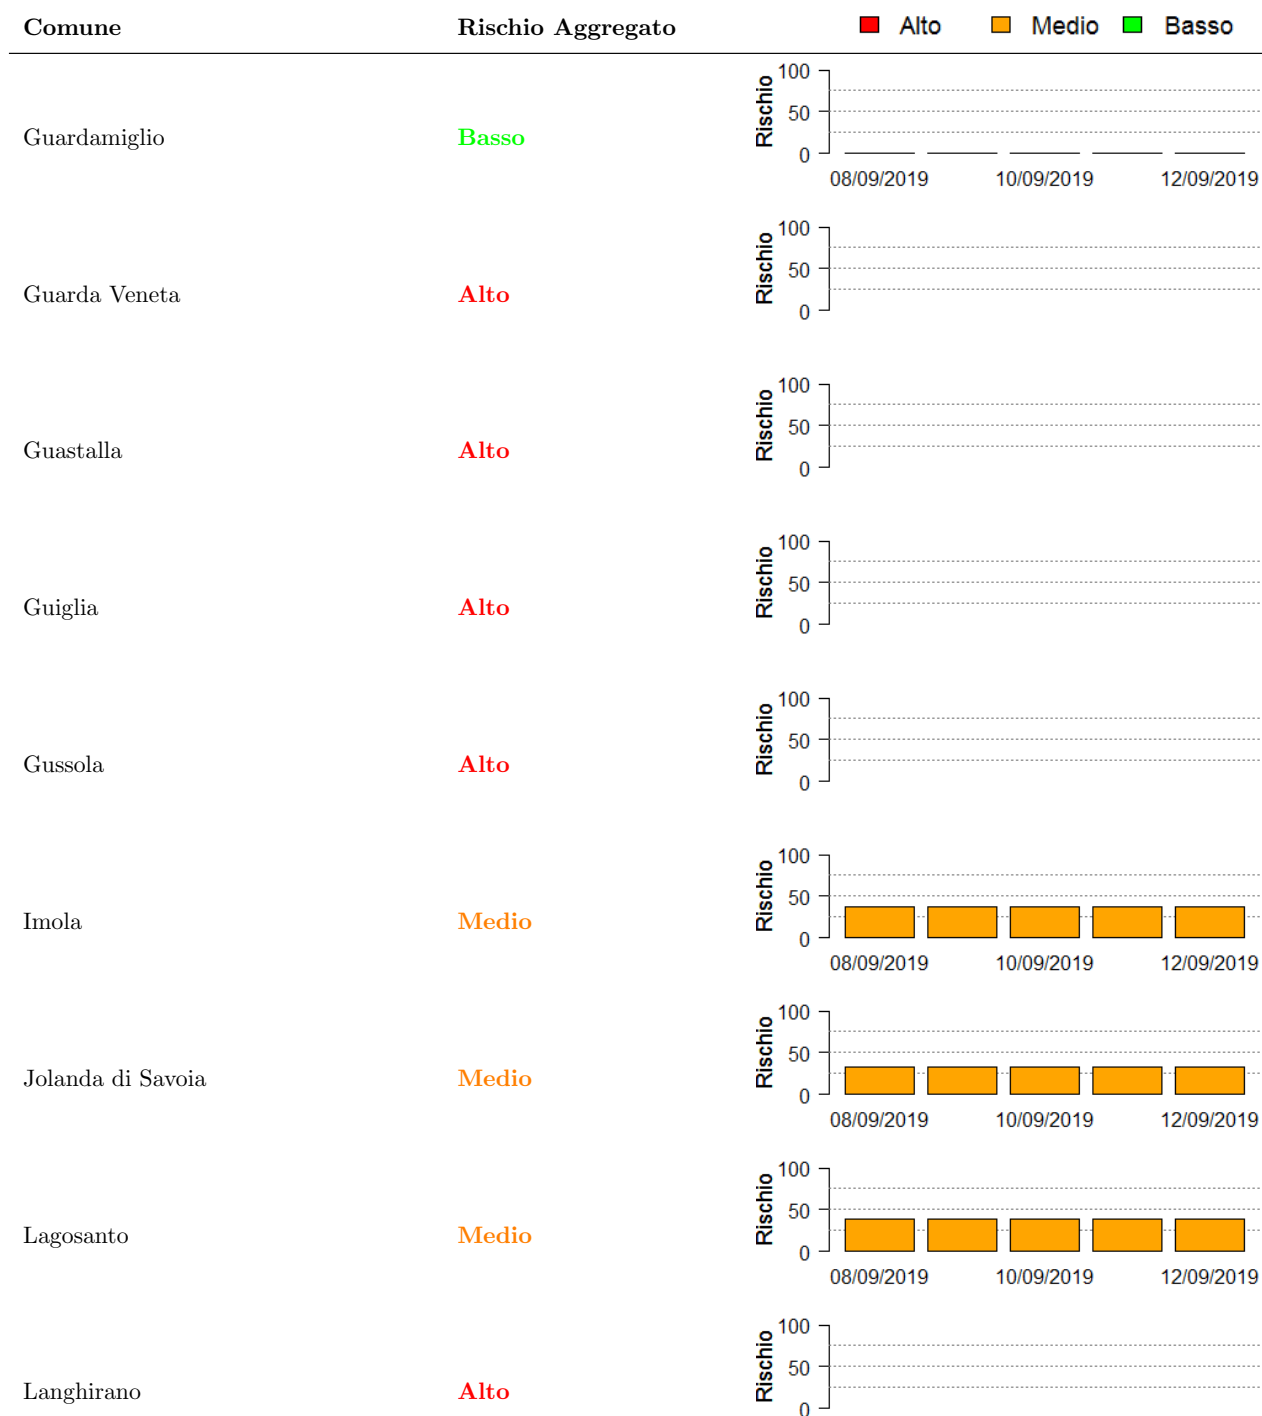 Comune Rischio Aggregato Alto Medio Basso
100
Rischio
50
Guardamiglio Basso
0
08/09/2019 10/09/2019 12/09/2019
100
Rischio
50
Guarda Veneta Alto
0
100
Rischio
50
Guastalla Alto
0
100
Rischio
50
Guiglia Alto
0
100
Rischio
50
Gussola Alto
0
100
Rischio
50
Imola Medio
0
08/09/2019 10/09/2019 12/09/2019
100
Rischio
50
Jolanda di Savoia Medio
0
08/09/2019 10/09/2019 12/09/2019
100
Rischio
50
Lagosanto Medio
0
08/09/2019 10/09/2019 12/09/2019
100
Rischio
50
Langhirano Alto
0